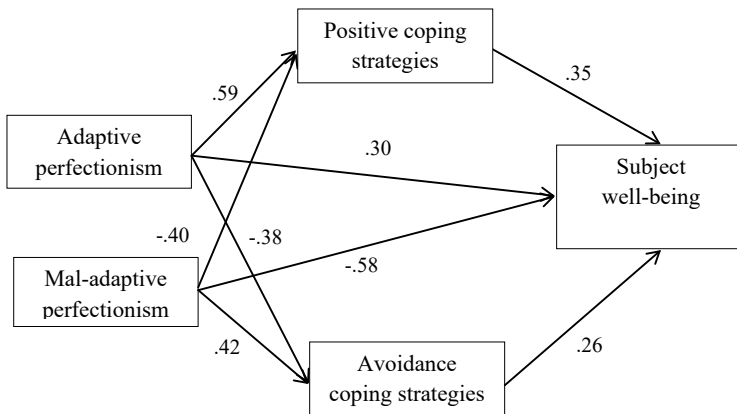 Positive coping
strategies
.59
.35
Adaptive
perfectionism
.30
Subject
well-being
-.40
-.38
-.58
Mal-adaptive
perfectionism
.42
.26
Avoidance
coping strategies